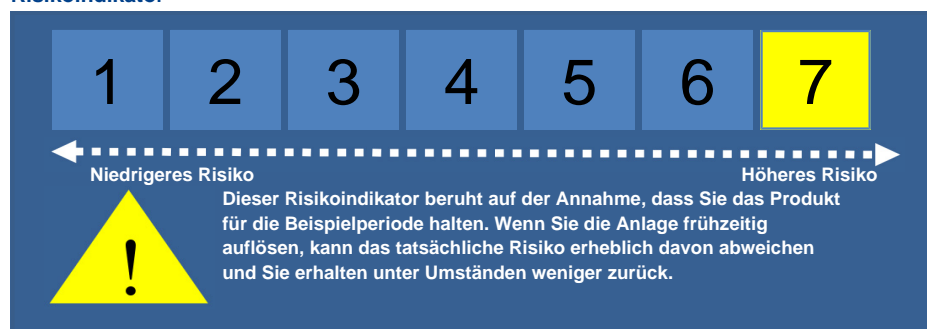 Risikoindikator
1 2 3 4 5 6 7
Niedrigeres Risiko Höheres Risiko
Dieser Risikoindikator beruht auf der Annahme, dass Sie das Produkt
für die Beispielperiode halten. Wenn Sie die Anlage frühzeitig
auflösen, kann das tatsächliche Risiko erheblich davon abweichen
und Sie erhalten unter Umständen weniger zurück.
!